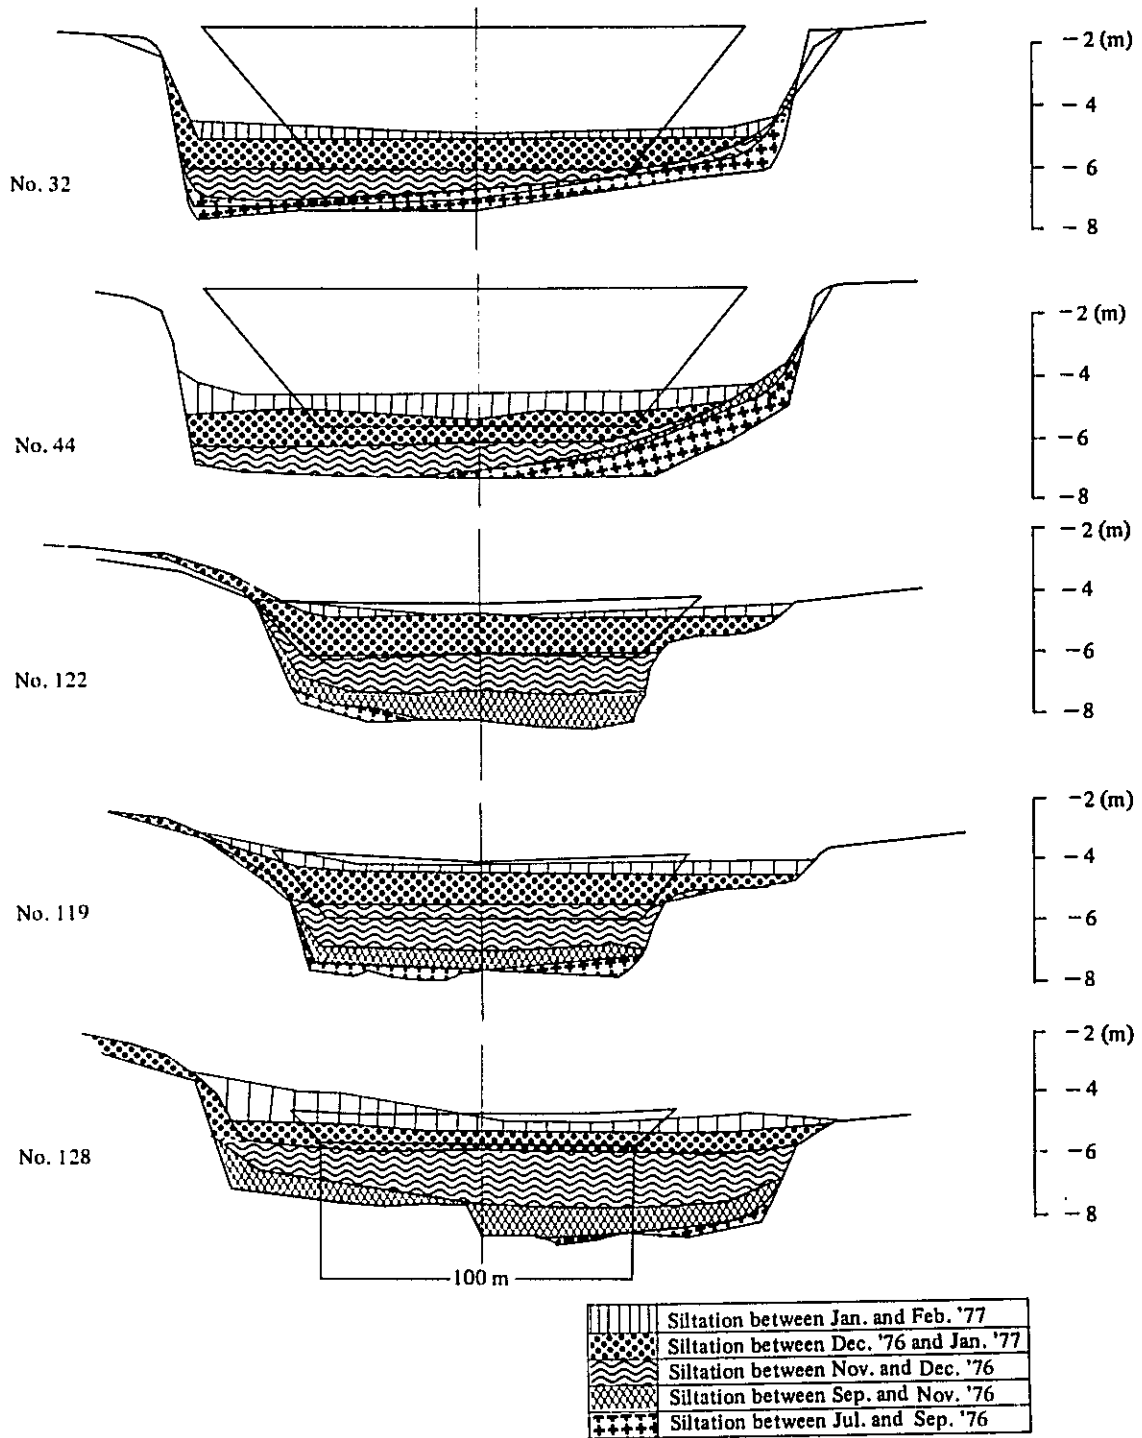 −2 (m)
−4
−6
−8
No. 32
−2 (m)
−4
−6
−8
No. 44
−2 (m)
−4
−6
−8
No. 122
−2 (m)
−4
−6
−8
No. 119
−2 (m)
−4
−6
−8
No. 128
100 m
Siltation between Jan. and Feb. '77
Siltation between Dec. '76 and Jan. '77
Siltation between Nov. and Dec. '76
Siltation between Sep. and Nov. '76
Siltation between Jul. and Sep. '76